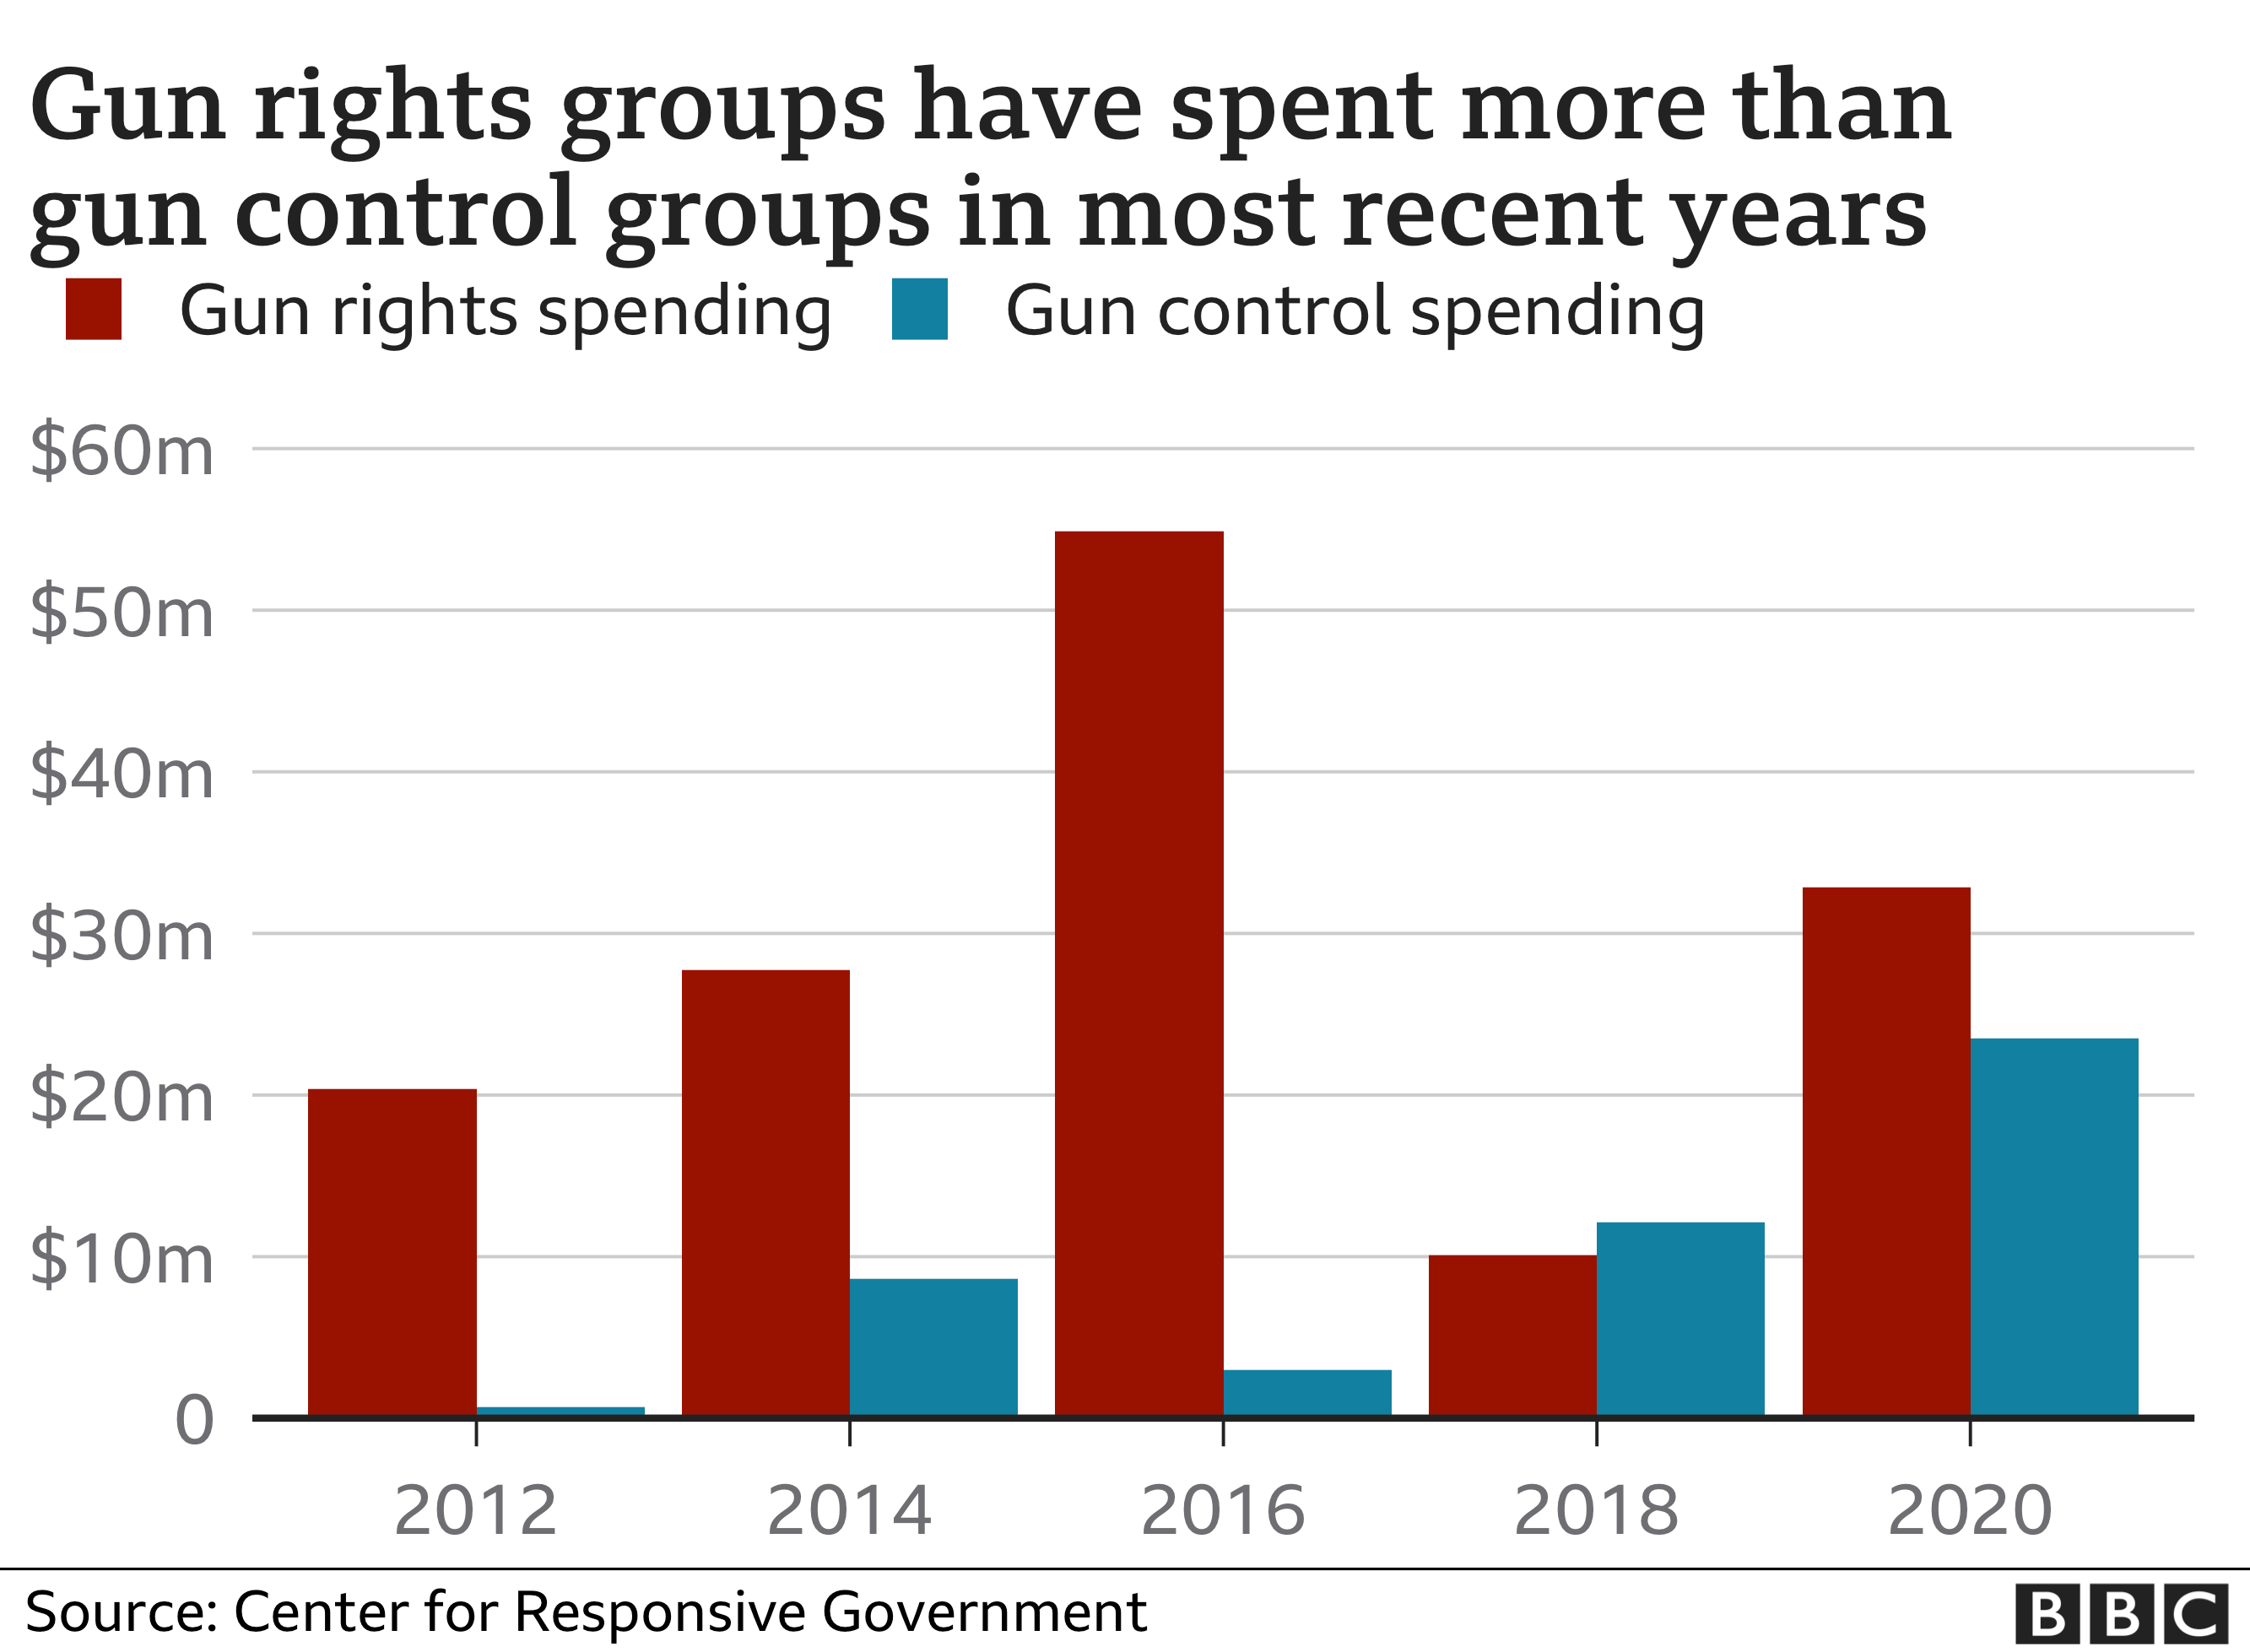 Gun rights groups have spent more than
gun control groups in most recent years
Gun rights spending Gun control spending
$60m
$50m
$40m
$30m
$20m
$10m
0
2012 2014 2016 2018 2020
Source: Center for Responsive Government BBC